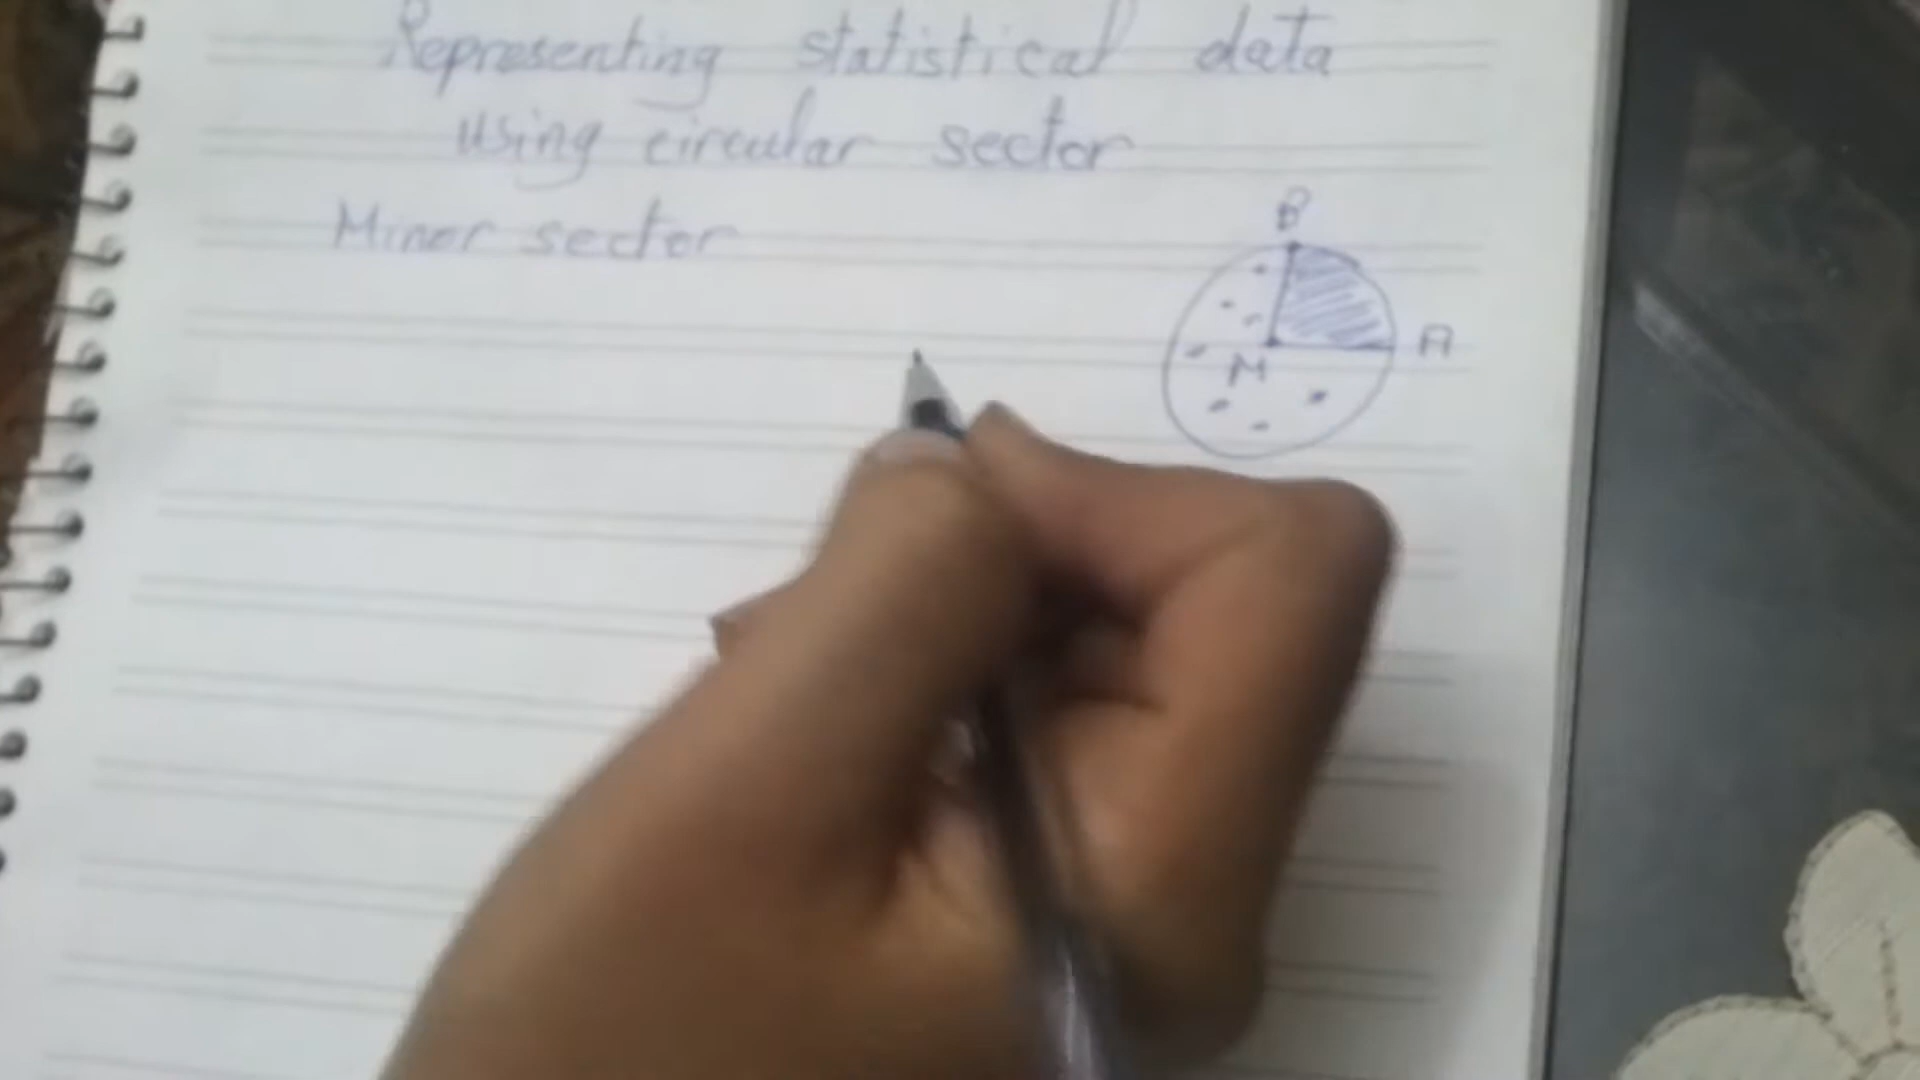 Representing statistical data
using circular sector
Minor sector
B
A
M